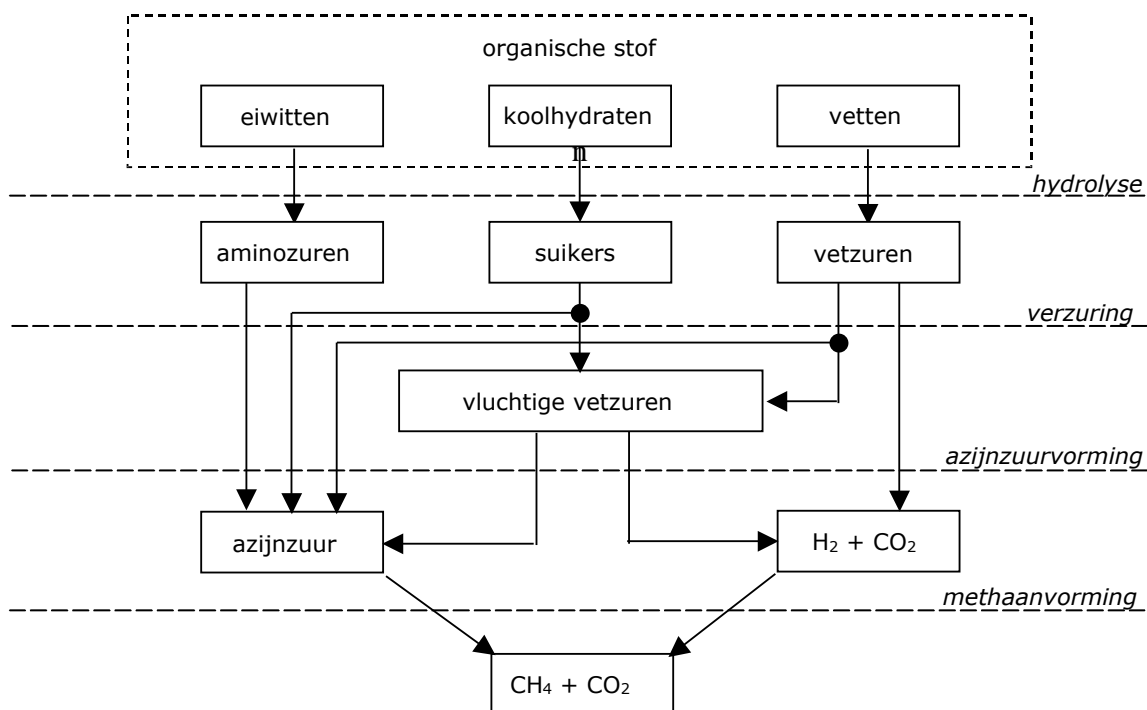 organische stof
eiwitten
koolhydraten
vetten
n
hydrolyse
aminozuren
suikers
vetzuren
verzuring
vluchtige vetzuren
azijnzuurvorming
azijnzuur
H₂ + CO₂
methaanvorming
CH₄ + CO₂